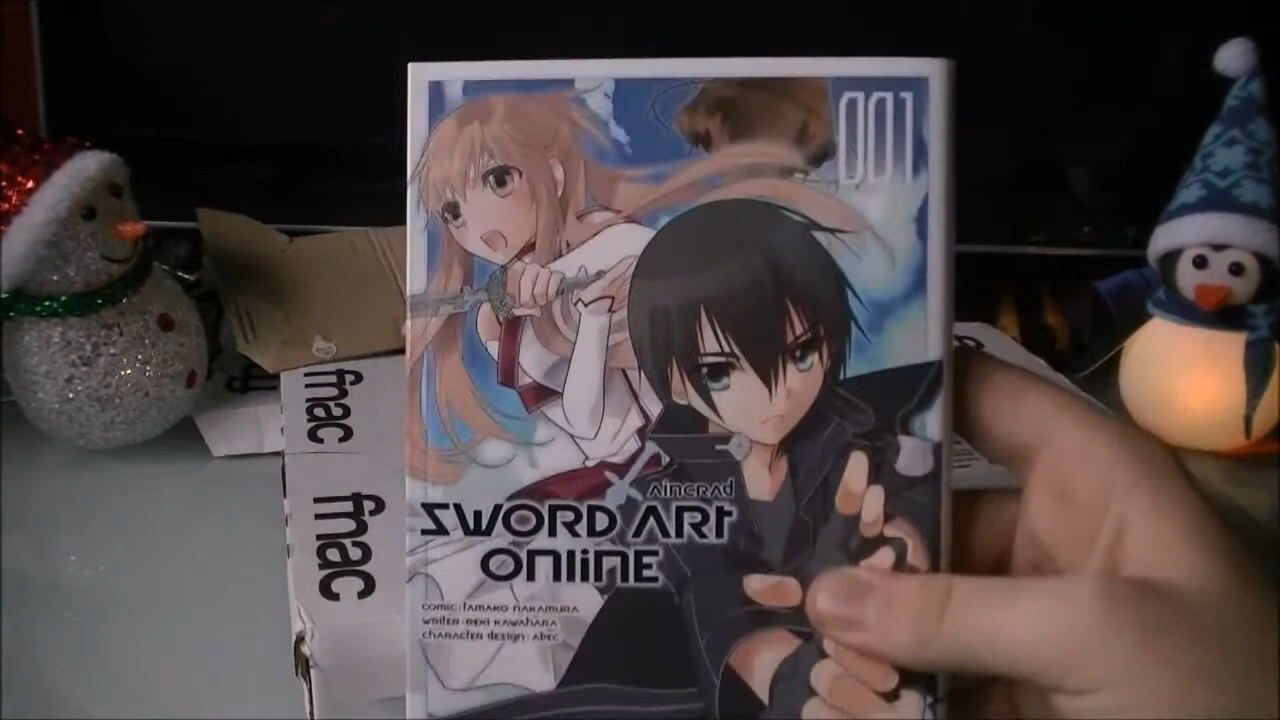 001
aincrad
SWORD ART
ONLINE
comic : tamako nakamura
writer : reki kawahara
character design : abec
fnac
fnac